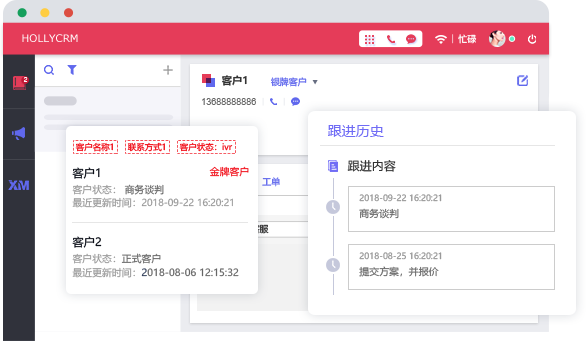 HOLLYCRM
忙碌
2
XM
客户1
银牌客户
13688888886
工单
客户名称1
联系方式1
客户状态：ivr
客户1
金牌客户
客户状态： 商务谈判
最近更新时间：2018-09-22 16:20:21
客户2
客户状态：正式客户
最近更新时间：2018-08-06 12:15:32
跟进历史
跟进内容
2018-09-22 16:20:21
商务谈判
2018-08-25 16:20:21
提交方案，并报价